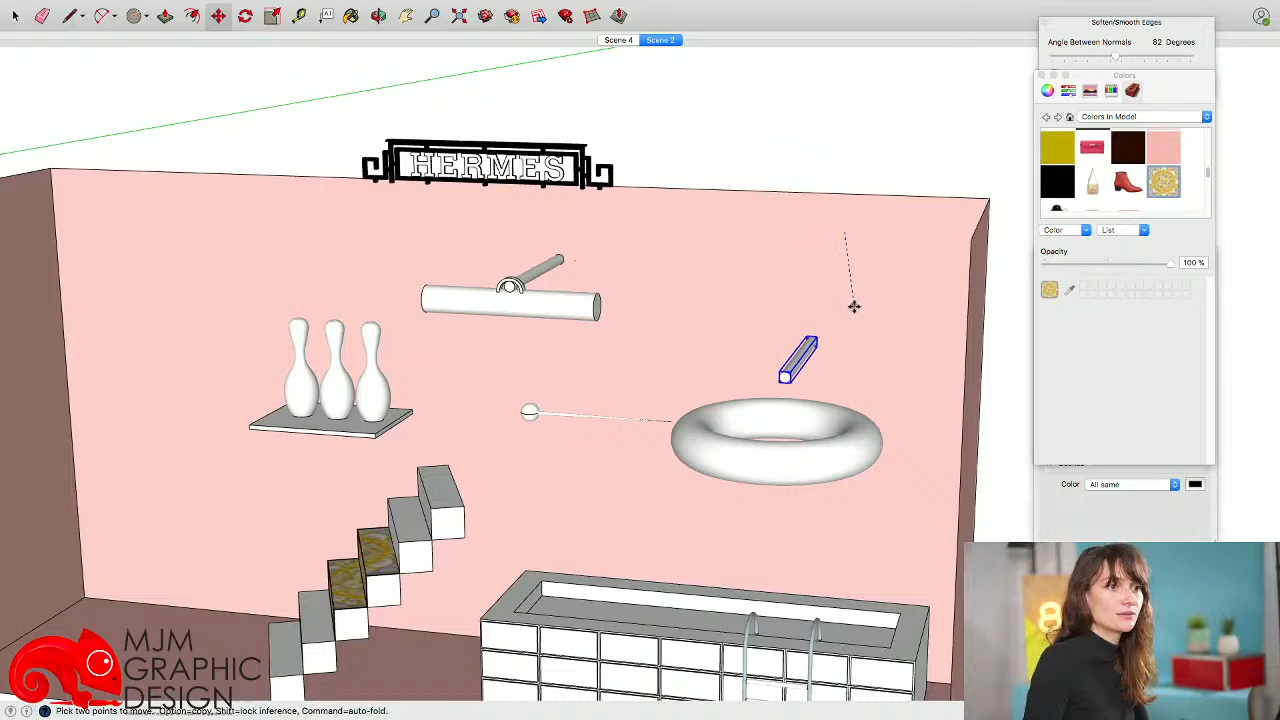 Soften/Smooth Edges
Scene 4
Scene 2
Angle Between Normals 82 Degrees
Colors
Colors In Model
HERMES
Color
List
Opacity
100 %
Color
All same
MJM
GRAPHIC
DESIGN
Pick two points to move. Option=copy, Shift=lock inference, Command=auto-fold.